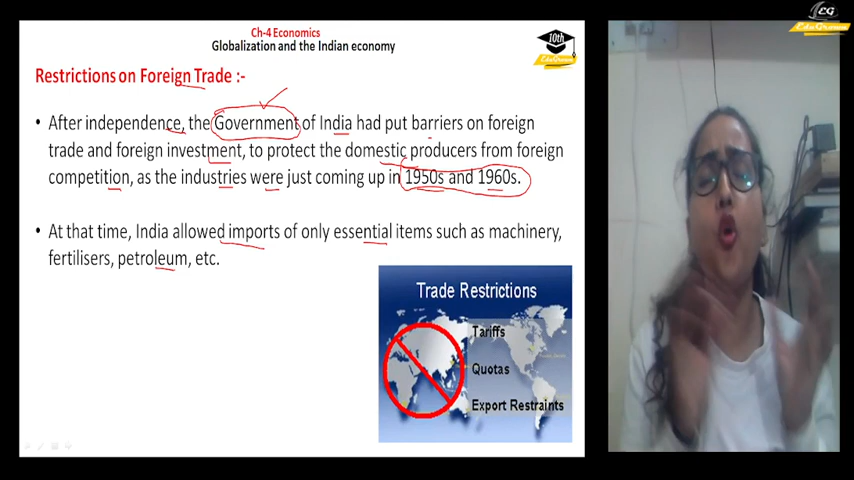 Ch-4 Economics
Globalization and the Indian economy
10th
EduGrown
CG
EduGrown
Restrictions on Foreign Trade :-
• After independence, the Government of India had put barriers on foreign
trade and foreign investment, to protect the domestic producers from foreign
competition, as the industries were just coming up in 1950s and 1960s.
• At that time, India allowed imports of only essential items such as machinery,
fertilisers, petroleum, etc.
Trade Restrictions
Tariffs
Quotas
Export Restraints